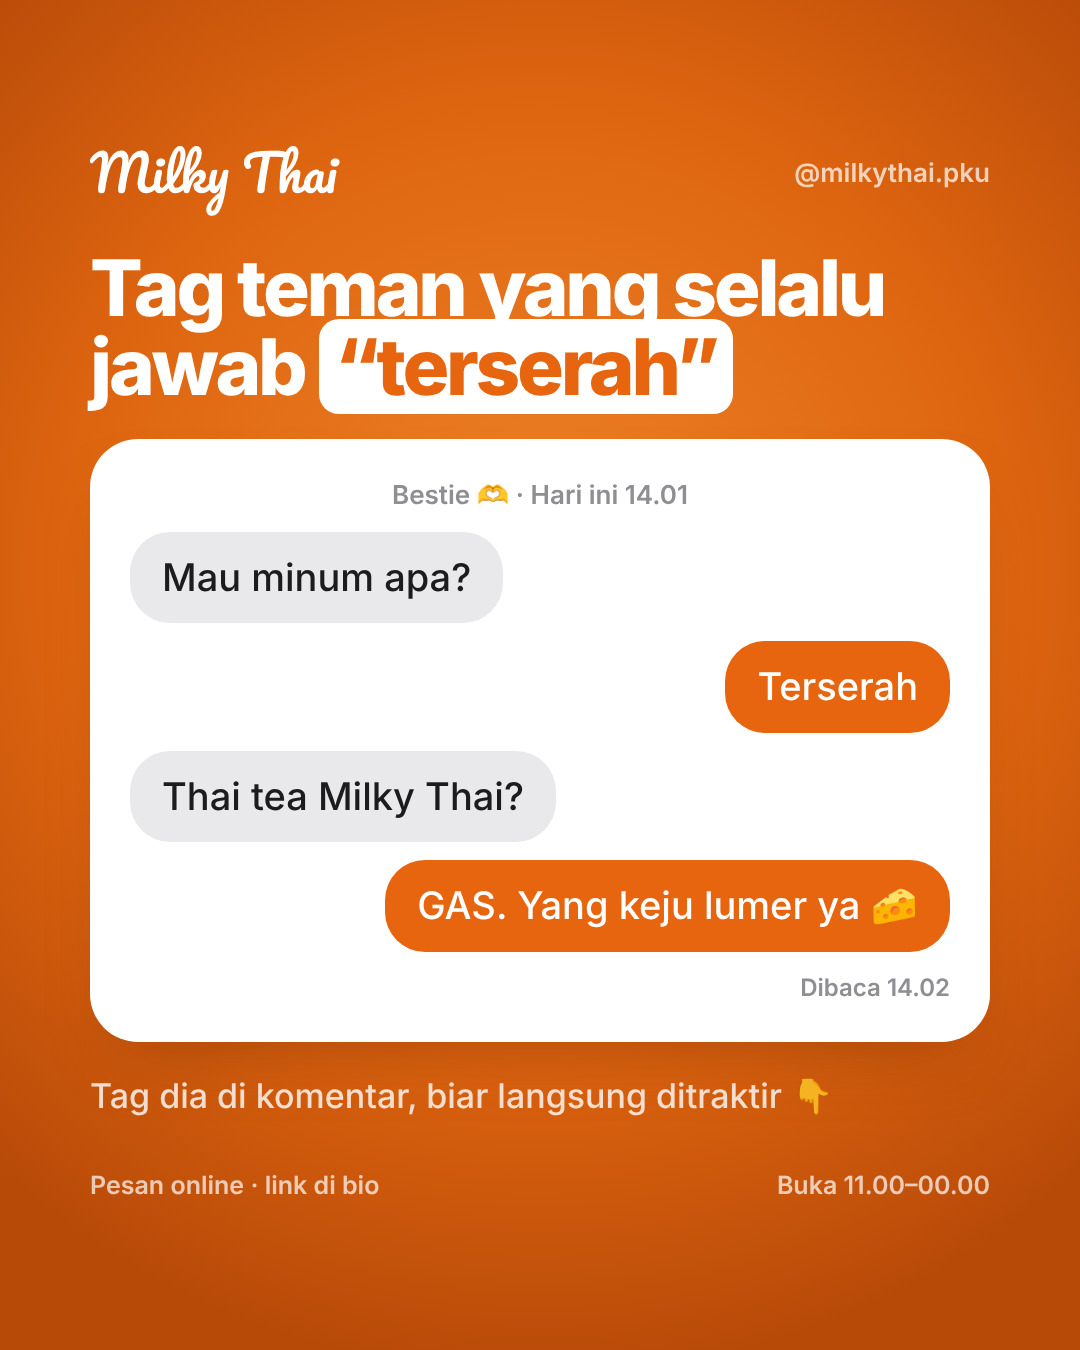 Milky Thai
@milkythai.pku
Tag teman yang selalu
jawab “terserah”
Bestie 🫶 · Hari ini 14.01
Mau minum apa?
Terserah
Thai tea Milky Thai?
GAS. Yang keju lumer ya 🧀
Dibaca 14.02
Tag dia di komentar, biar langsung ditraktir 👇
Pesan online · link di bio
Buka 11.00–00.00